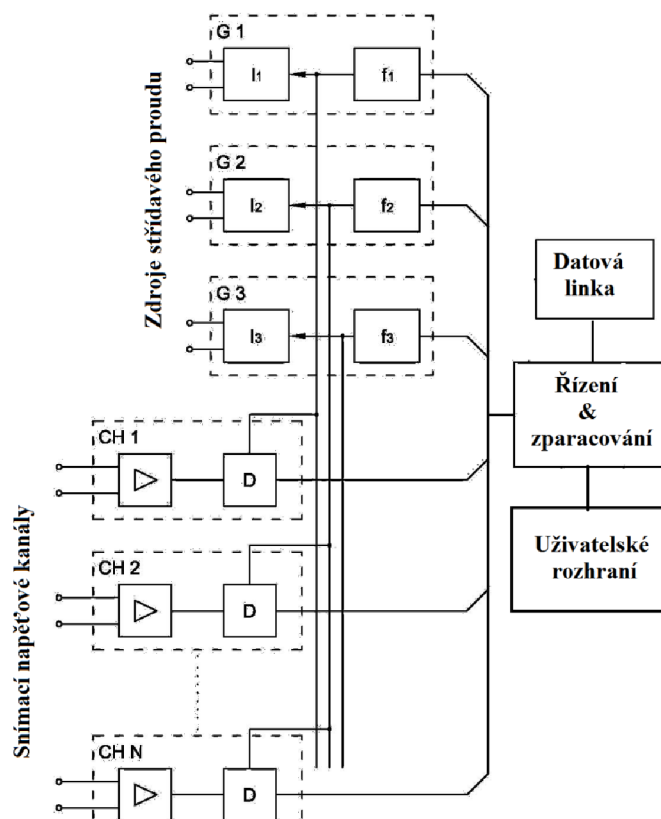 G 1
I1
f1
G 2
I2
f2
G 3
I3
f3
Zdroje střídavého proudu
Datová
linka
Řízení
&
zparacování
Uživatelské
rozhraní
CH 1
D
CH 2
D
CH N
D
Snímací napěťové kanály